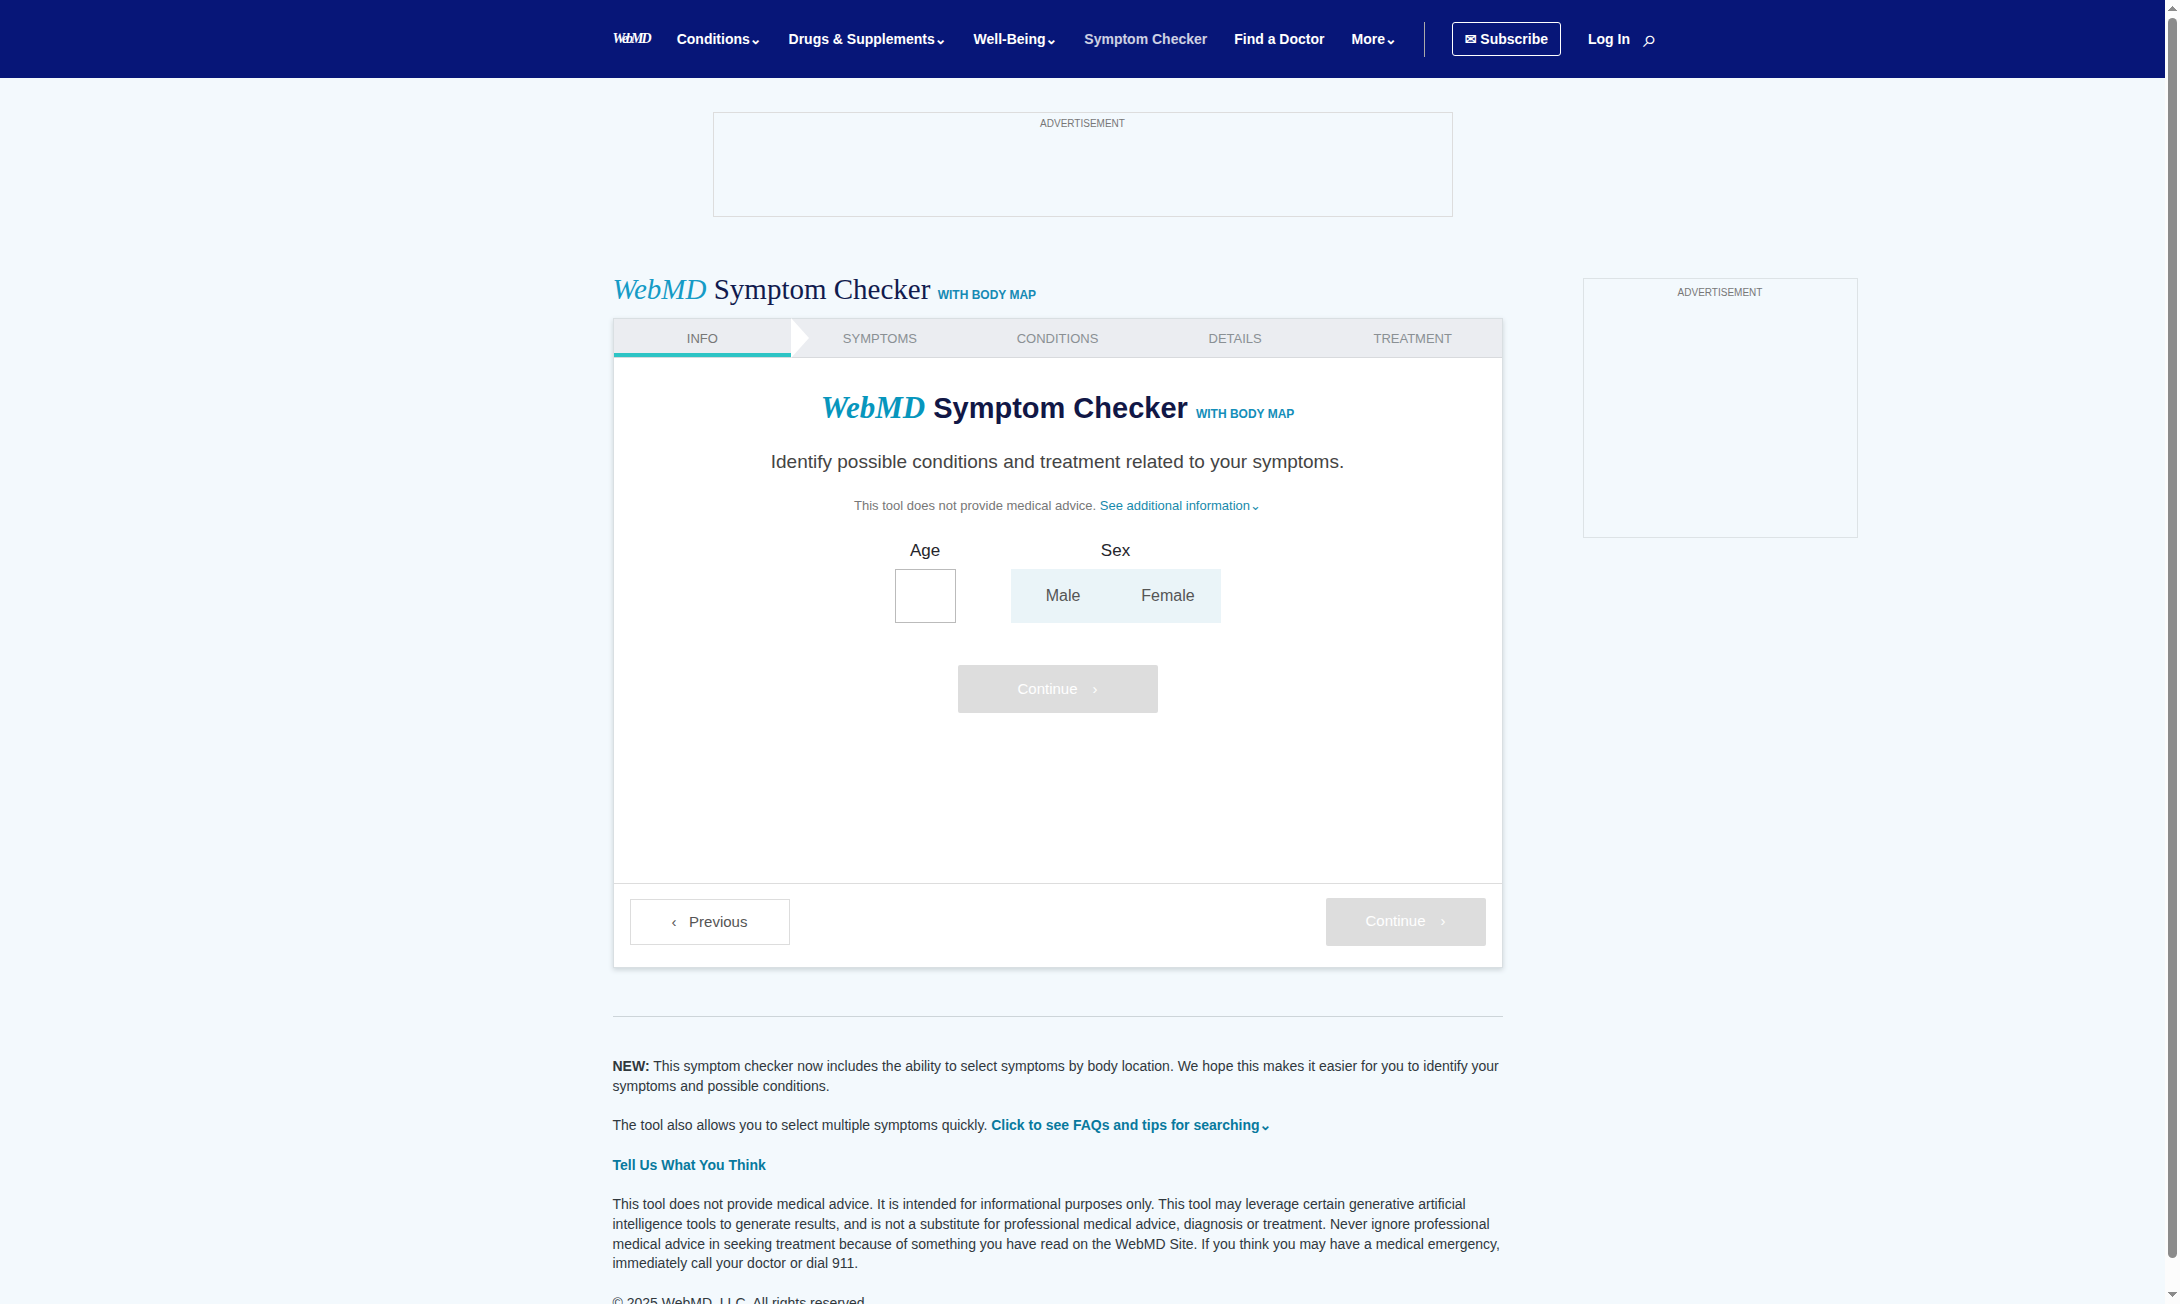 WebMD Conditions Drugs & Supplements Well-Being Symptom Checker Find a Doctor More Subscribe Log In
ADVERTISEMENT
WebMD Symptom Checker WITH BODY MAP
ADVERTISEMENT
INFO SYMPTOMS CONDITIONS DETAILS TREATMENT
WebMD Symptom Checker WITH BODY MAP
Identify possible conditions and treatment related to your symptoms.
This tool does not provide medical advice. See additional information
Age Sex
Male Female
Continue ›
‹ Previous Continue ›
NEW: This symptom checker now includes the ability to select symptoms by body location. We hope this makes it easier for you to identify your
symptoms and possible conditions.
The tool also allows you to select multiple symptoms quickly. Click to see FAQs and tips for searching
Tell Us What You Think
This tool does not provide medical advice. It is intended for informational purposes only. This tool may leverage certain generative artificial
intelligence tools to generate results, and is not a substitute for professional medical advice, diagnosis or treatment. Never ignore professional
medical advice in seeking treatment because of something you have read on the WebMD Site. If you think you may have a medical emergency,
immediately call your doctor or dial 911.
© 2025 WebMD, LLC. All rights reserved.